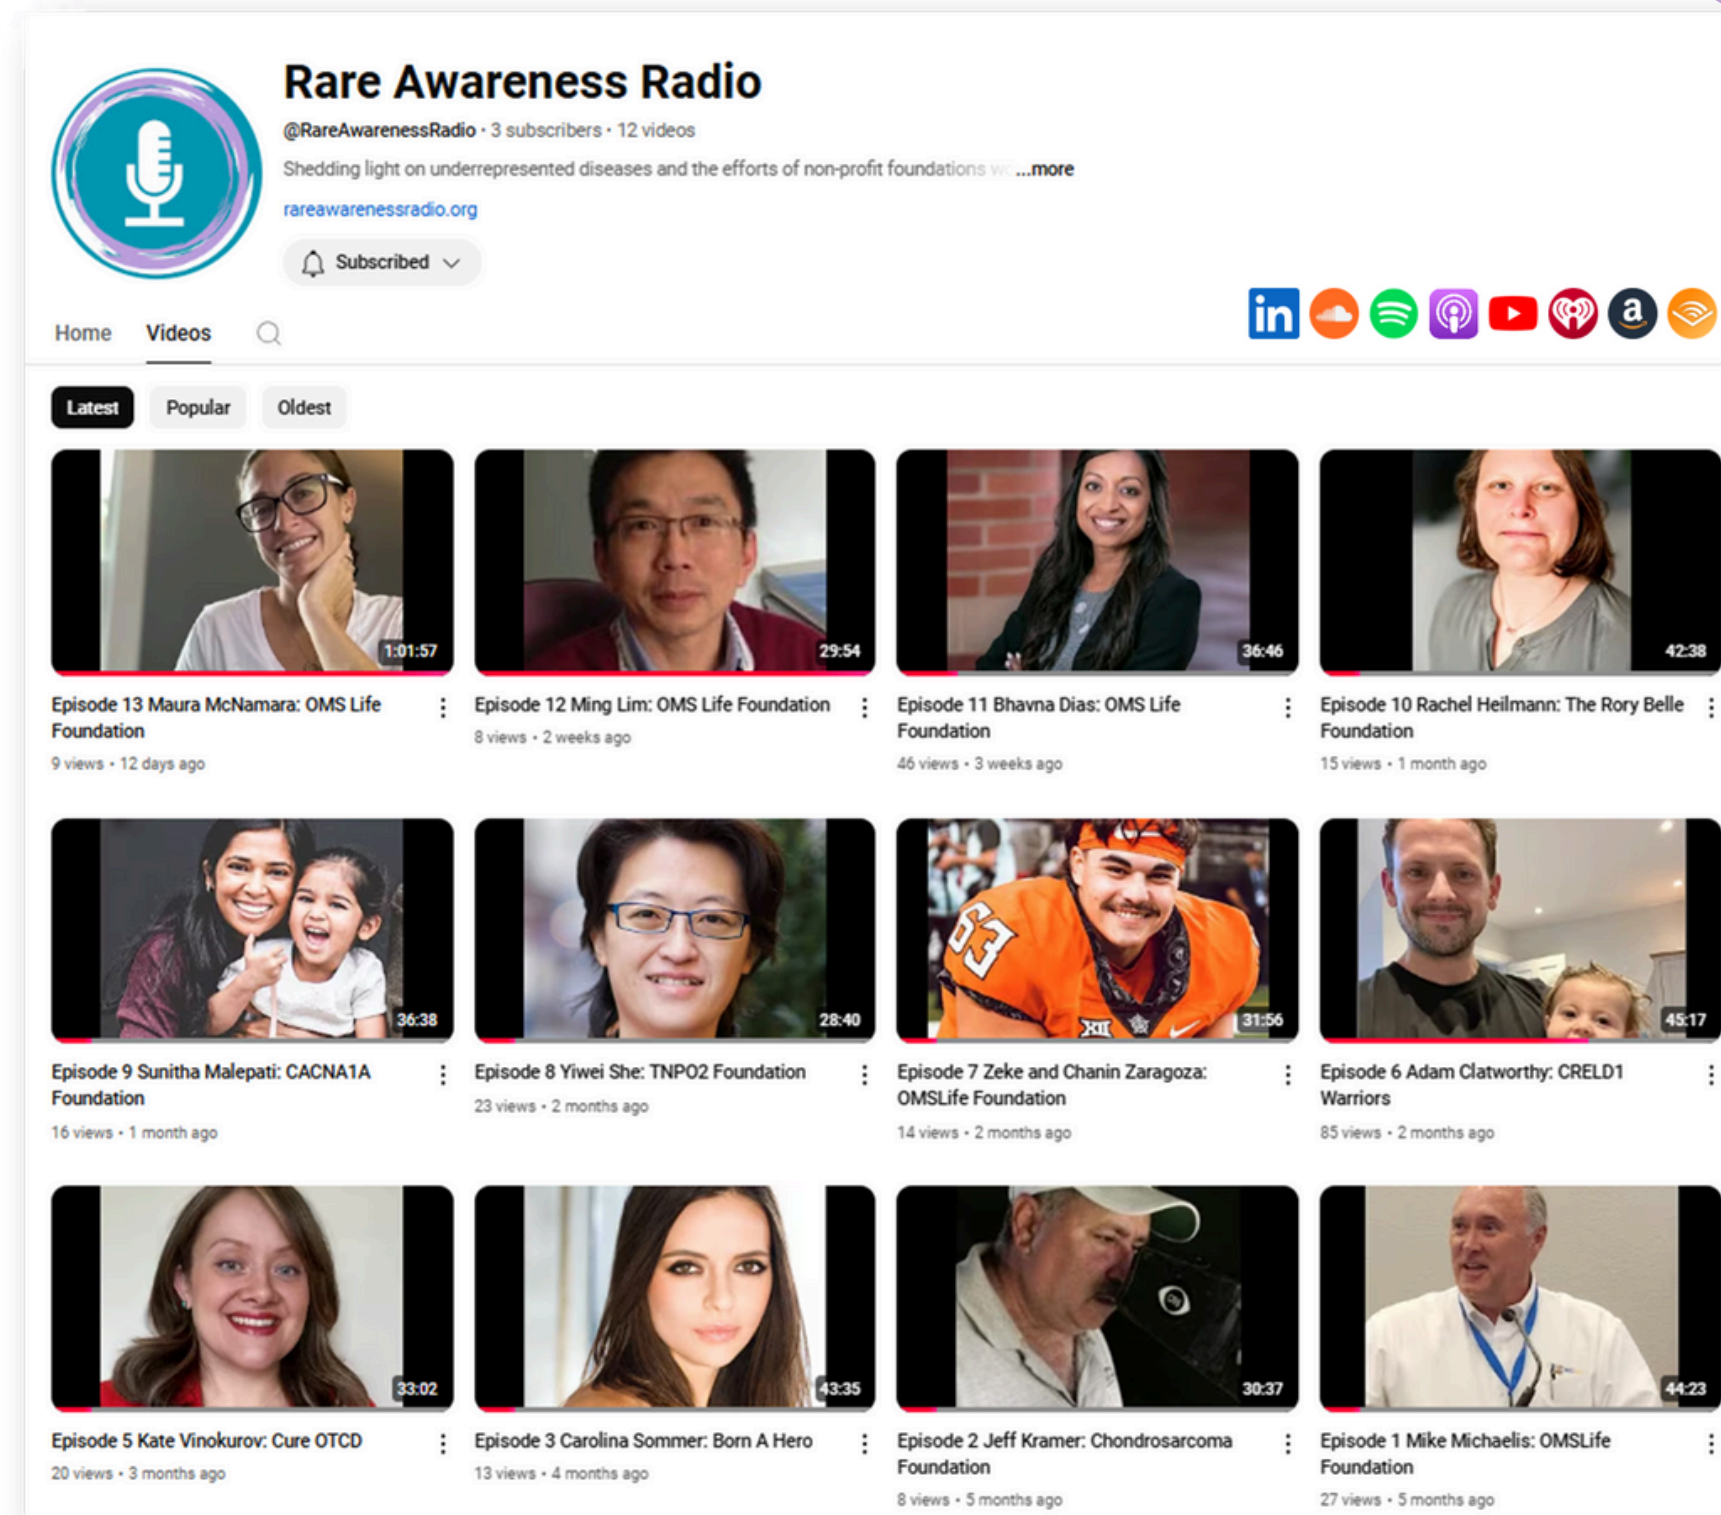 Rare Awareness Radio
@RareAwarenessRadio • 3 subscribers • 12 videos
Shedding light on underrepresented diseases and the efforts of non-profit foundations ...more
rareawarenessradio.org
Subscribed
Home Videos
in
a
Latest Popular Oldest
1:01:57 29:54 36:46 42:38
Episode 13 Maura McNamara: OMS Life
Foundation
9 views • 12 days ago
Episode 12 Ming Lim: OMS Life Foundation
8 views • 2 weeks ago
Episode 11 Bhavna Dias: OMS Life
Foundation
46 views • 3 weeks ago
Episode 10 Rachel Heilmann: The Rory Belle
Foundation
15 views • 1 month ago
63
XII
36:38 28:40 31:56 45:17
Episode 9 Sunitha Malepati: CACNA1A
Foundation
16 views • 1 month ago
Episode 8 Yiwei She: TNPO2 Foundation
23 views • 2 months ago
Episode 7 Zeke and Chanin Zaragoza:
OMSLife Foundation
14 views • 2 months ago
Episode 6 Adam Clatworthy: CRELD1
Warriors
85 views • 2 months ago
33:02 43:35 30:37 44:23
Episode 5 Kate Vinokurov: Cure OTCD
20 views • 3 months ago
Episode 3 Carolina Sommer: Born A Hero
13 views • 4 months ago
Episode 2 Jeff Kramer: Chondrosarcoma
Foundation
8 views • 5 months ago
Episode 1 Mike Michaelis: OMSLife
Foundation
27 views • 5 months ago